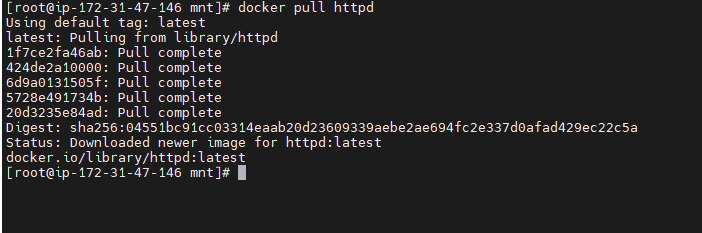 [root@ip-172-31-47-146 mnt]# docker pull httpd
Using default tag: latest
latest: Pulling from library/httpd
1f7ce2fa46ab: Pull complete
424de2a10000: Pull complete
6d9a0131505f: Pull complete
5728e491734b: Pull complete
20d3235e84ad: Pull complete
Digest: sha256:04551bc91cc03314eaab20d23609339aebe2ae694fc2e337d0afad429ec22c5a
Status: Downloaded newer image for httpd:latest
docker.io/library/httpd:latest
[root@ip-172-31-47-146 mnt]#